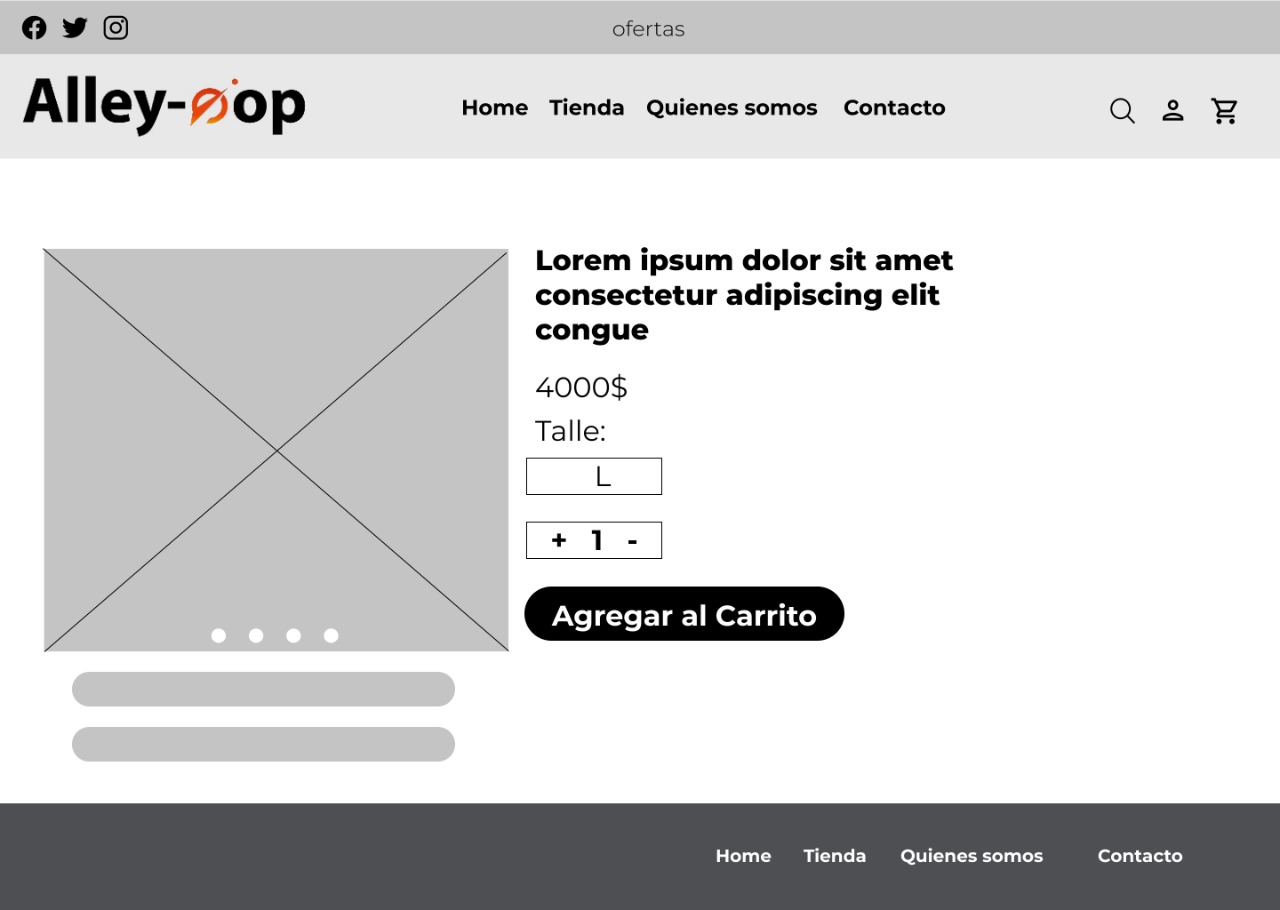 ofertas
Alley-oop
Home Tienda Quienes somos Contacto
Lorem ipsum dolor sit amet
consectetur adipiscing elit
congue
4000$
Talle:
L
+ 1 -
Agregar al Carrito
Home Tienda Quienes somos Contacto